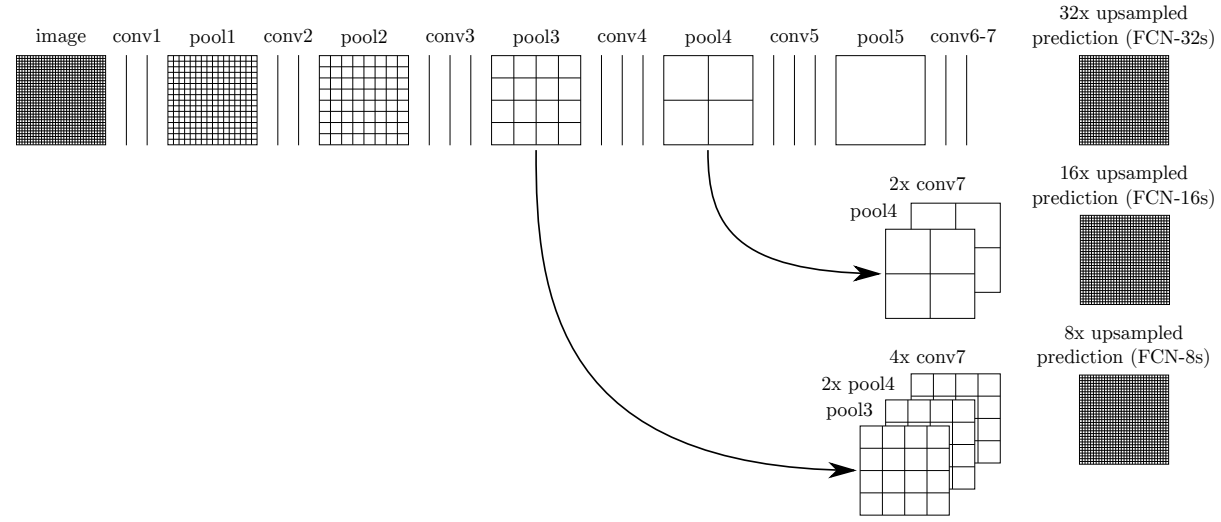 image conv1 pool1 conv2 pool2 conv3 pool3 conv4 pool4 conv5 pool5 conv6-7
32x upsampled
prediction (FCN-32s)
2x conv7
pool4
16x upsampled
prediction (FCN-16s)
4x conv7
2x pool4
pool3
8x upsampled
prediction (FCN-8s)